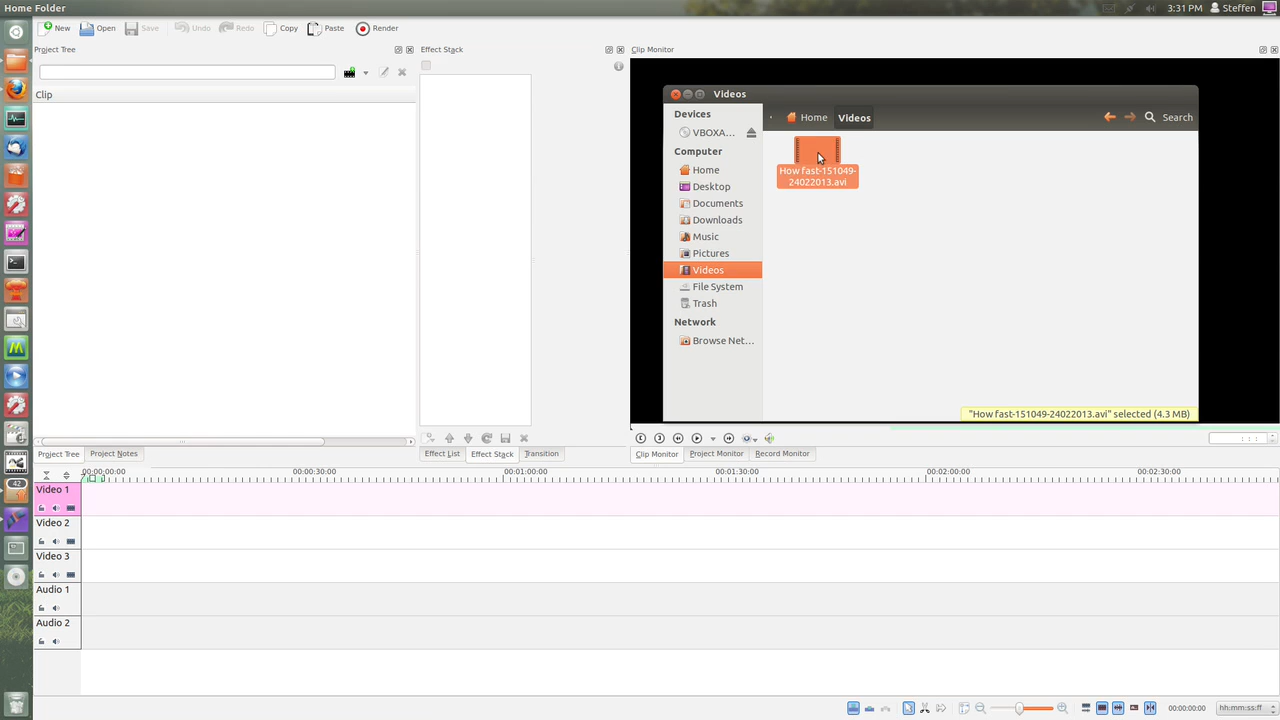 Home Folder
3:31 PM
Steffen
New
Open
Save
Undo
Redo
Copy
Paste
Render
Project Tree
Effect Stack
Clip Monitor
Clip
Videos
Devices
VBOXA...
Computer
Home
Desktop
Documents
Downloads
Music
Pictures
Videos
File System
Trash
Network
Browse Net...
Home
Videos
Search
How fast-151049-
24022013.avi
"How fast-151049-24022013.avi" selected (4.3 MB)
: : :
Project Tree
Project Notes
Effect List
Effect Stack
Transition
Clip Monitor
Project Monitor
Record Monitor
00:00:00:00
00:00:30:00
00:01:00:00
00:01:30:00
00:02:00:00
00:02:30:00
Video 1
Video 2
Video 3
Audio 1
Audio 2
42
00:00:00:00
hh:mm:ss:ff